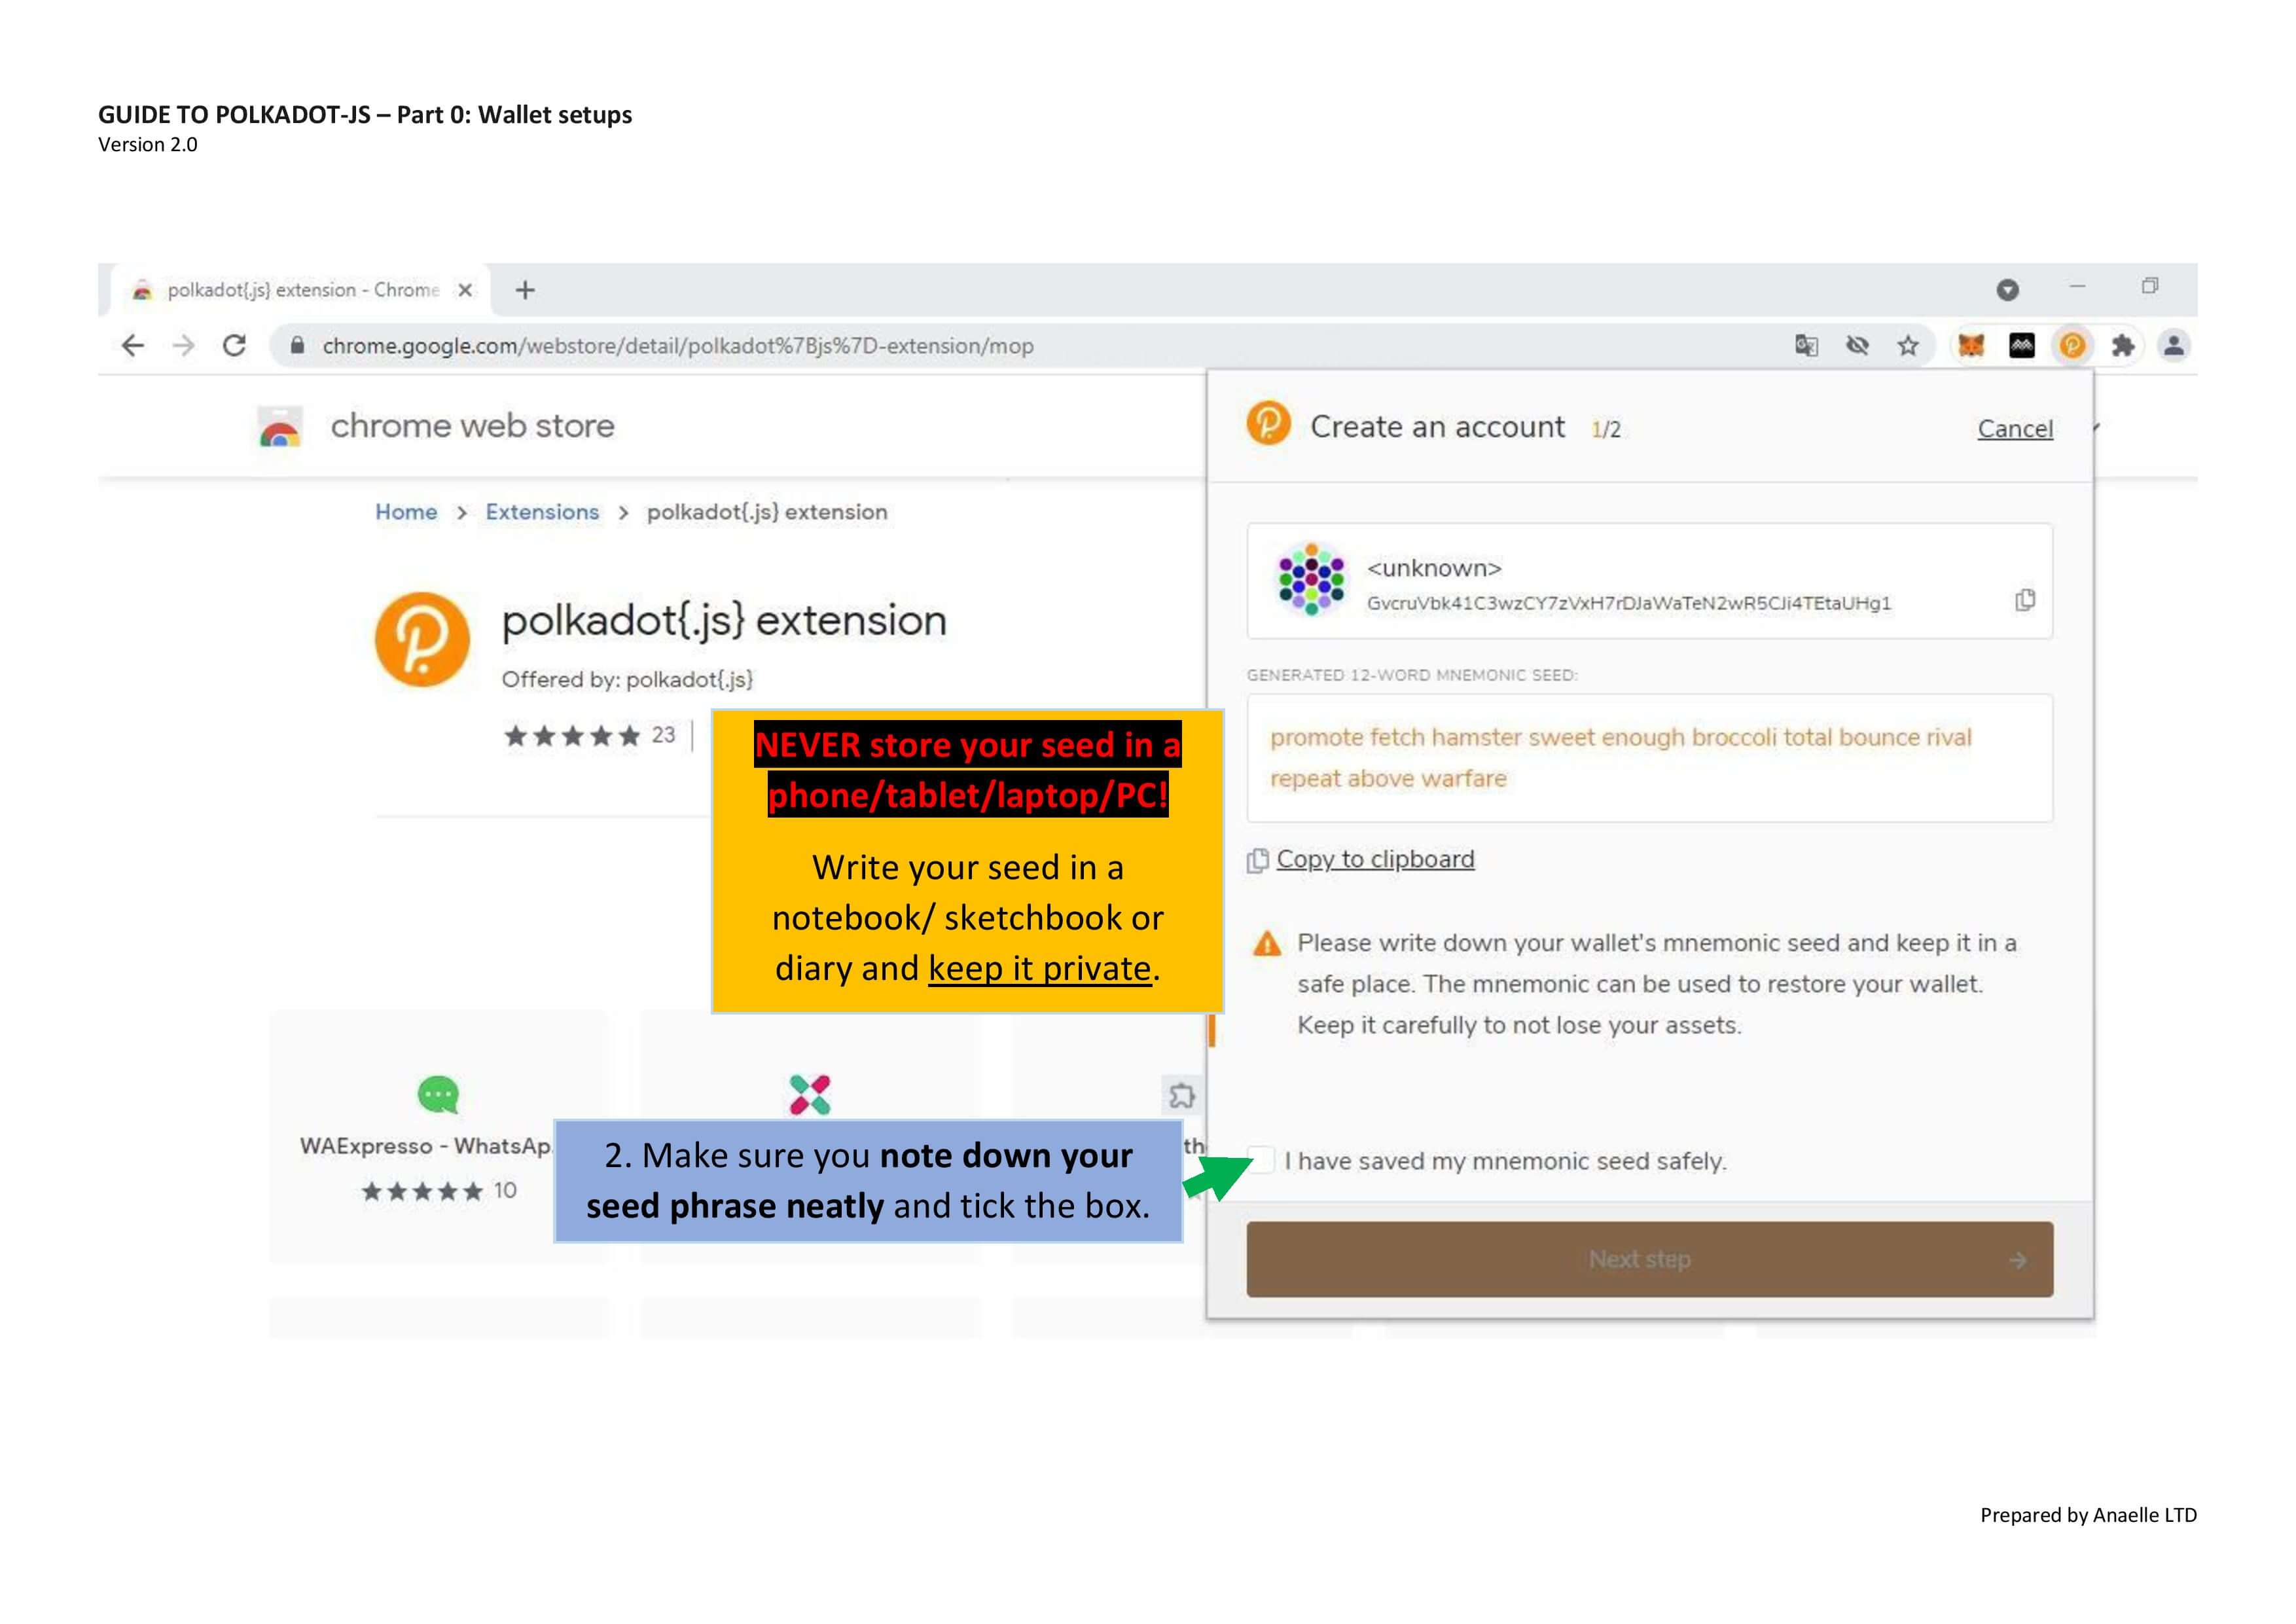 GUIDE TO POLKADOT-JS – Part 0: Wallet setups
Version 2.0
polkadot{.js} extension - Chrome
chrome.google.com/webstore/detail/polkadot%7Bjs%7D-extension/mop
chrome web store
Home > Extensions > polkadot{.js} extension
polkadot{.js} extension
Offered by: polkadot{.js}
23
NEVER store your seed in a
phone/tablet/laptop/PC!
Write your seed in a
notebook/ sketchbook or
diary and keep it private.
WAExpresso - WhatsAp
10
th
2. Make sure you note down your
seed phrase neatly and tick the box.
Create an account 1/2
Cancel
<unknown>
GvcruVbk41C3wzCY7zVxH7rDJaWaTeN2wR5CJi4TEtaUHg1
GENERATED 12-WORD MNEMONIC SEED:
promote fetch hamster sweet enough broccoli total bounce rival
repeat above warfare
Copy to clipboard
Please write down your wallet's mnemonic seed and keep it in a
safe place. The mnemonic can be used to restore your wallet.
Keep it carefully to not lose your assets.
I have saved my mnemonic seed safely.
Next step
Prepared by Anaelle LTD